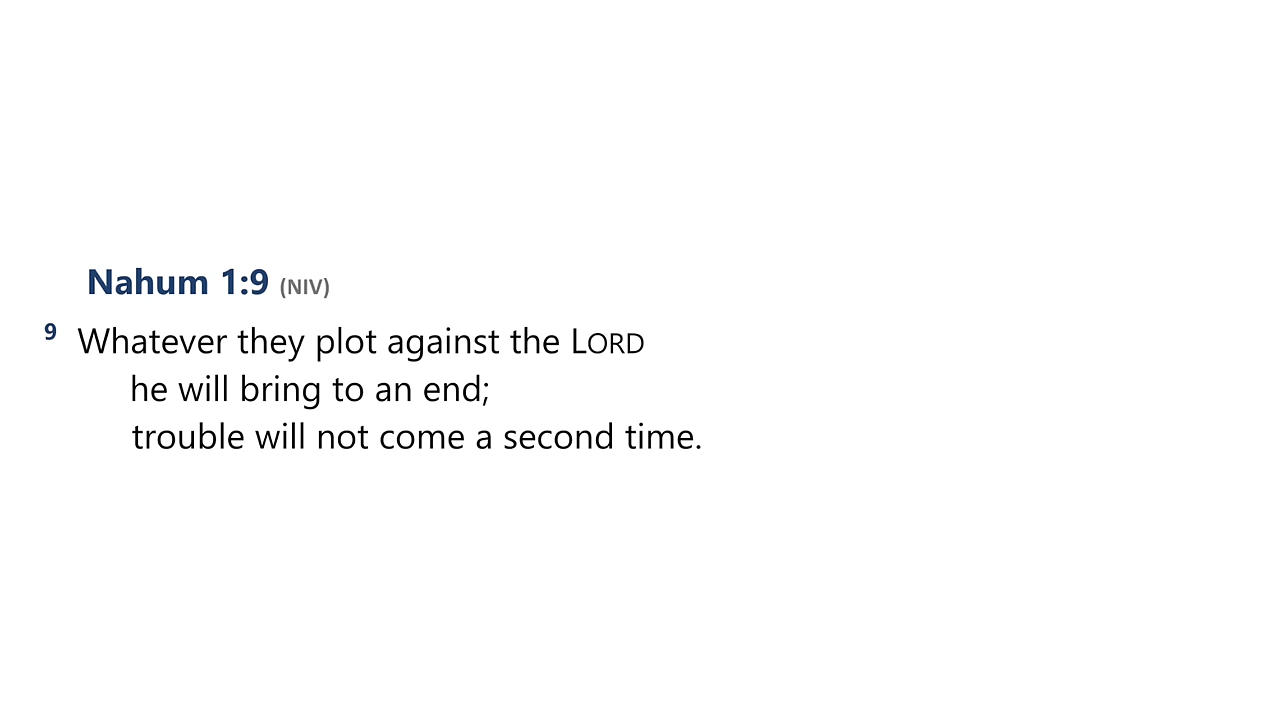 Nahum 1:9 (NIV)
9 Whatever they plot against the LORD
he will bring to an end;
trouble will not come a second time.